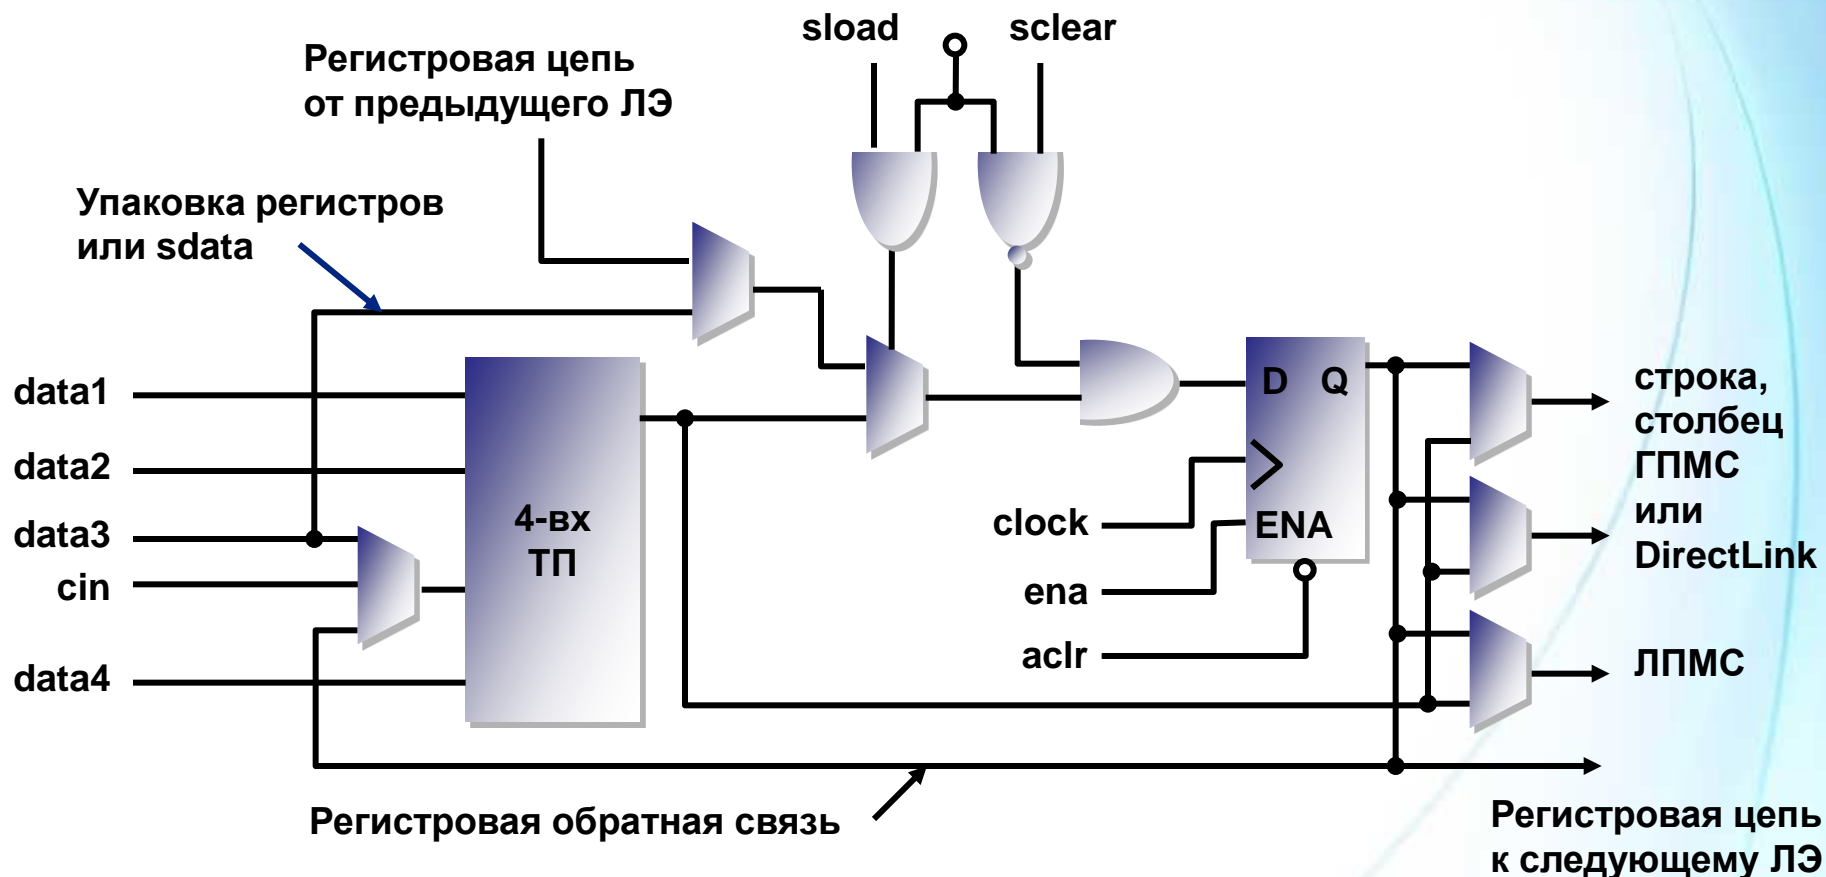 sload
sclear
Регистровая цепь
от предыдущего ЛЭ
Упаковка регистров
или sdata
data1
data2
data3
cin
data4
4-вх
ТП
D Q
ENA
clock
ena
aclr
строка,
столбец
ГПМС
или
DirectLink
ЛПМС
Регистровая обратная связь
Регистровая цепь
к следующему ЛЭ